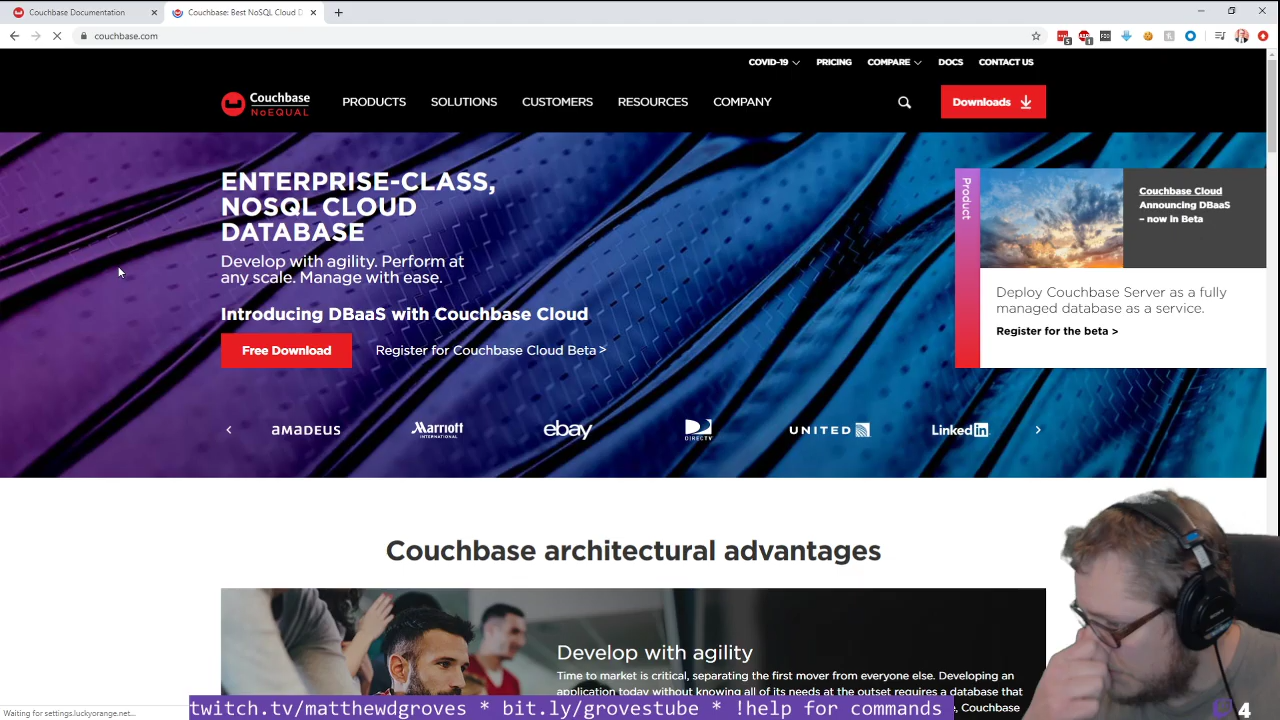 Couchbase Documentation
Couchbase: Best NoSQL Cloud D
couchbase.com
5
1
COVID-19
PRICING
COMPARE
DOCS
CONTACT US
Couchbase
NoEQUAL
PRODUCTS
SOLUTIONS
CUSTOMERS
RESOURCES
COMPANY
Downloads
ENTERPRISE-CLASS,
NOSQL CLOUD
DATABASE
Develop with agility. Perform at
any scale. Manage with ease.
Introducing DBaaS with Couchbase Cloud
Free Download
Register for Couchbase Cloud Beta >
Product
Couchbase Cloud
Announcing DBaaS
– now in Beta
Deploy Couchbase Server as a fully
managed database as a service.
Register for the beta >
AMADEUS
Marriott
INTERNATIONAL
ebay
DIRECTV
UNITED
LinkedIn
Couchbase architectural advantages
Develop with agility
Time to market is critical, separating the first mover from everyone else. Developing an
application today without knowing all of its needs at the outset requires a database that
, Couchbase
Waiting for settings.luckyorange.net...
twitch.tv/matthewdgroves * bit.ly/grovestube * !help for commands
4